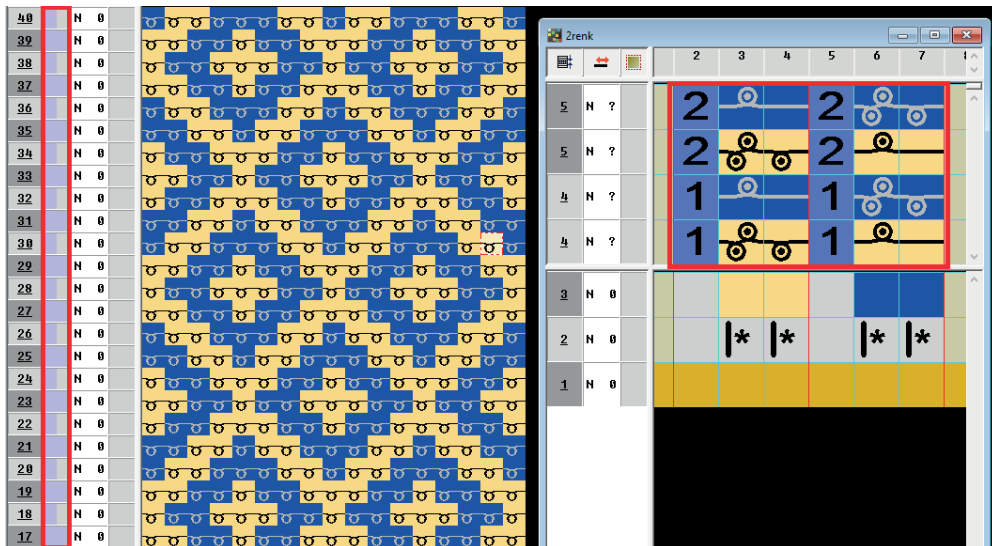 40 N 0
39 N 0
38 N 0
37 N 0
36 N 0
35 N 0
34 N 0
33 N 0
32 N 0
31 N 0
30 N 0
29 N 0
28 N 0
27 N 0
26 N 0
25 N 0
24 N 0
23 N 0
22 N 0
21 N 0
20 N 0
19 N 0
18 N 0
17 N 0
2renk
2 3 4 5 6 7
5 N ? 2 2
5 N ? 2 2
4 N ? 1 1
4 N ? 1 1
3 N 0
2 N 0 |* |* |* |*
1 N 0